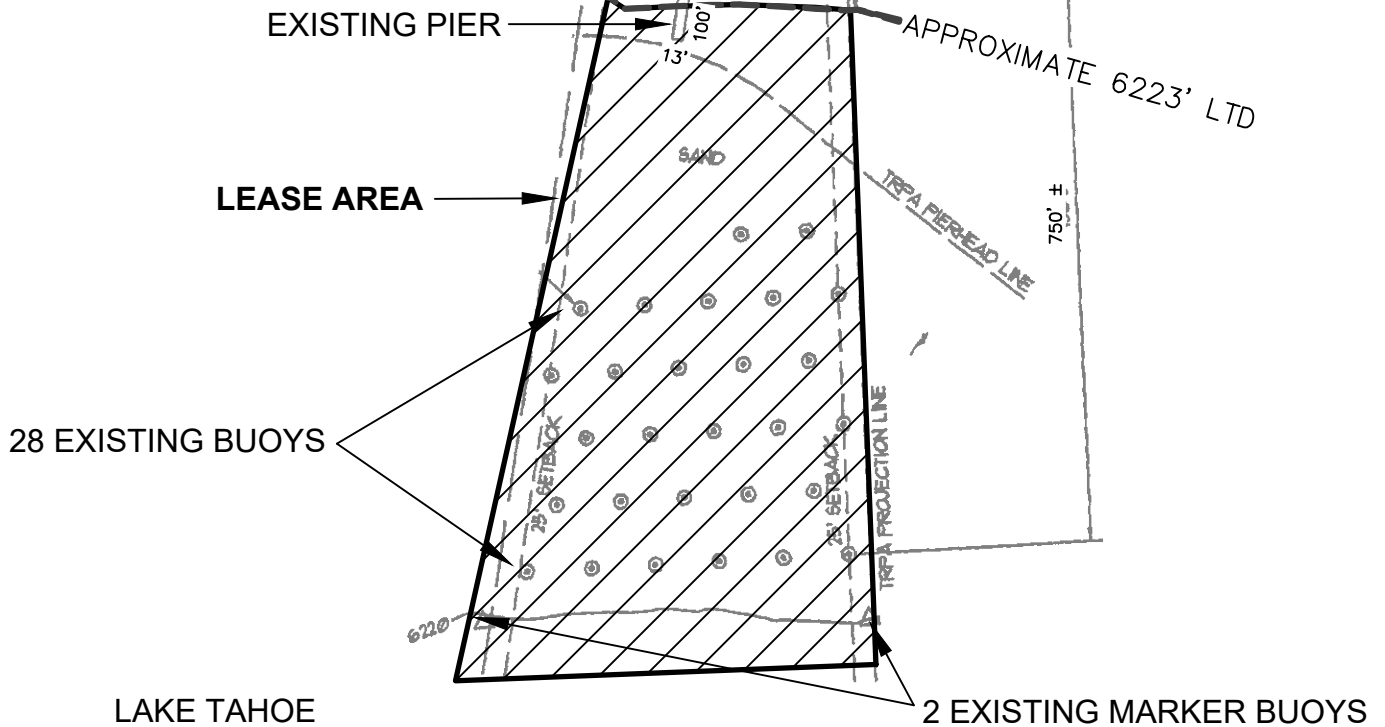 EXISTING PIER
100'
13'
APPROXIMATE 6223' LTD
SAND
LEASE AREA
TRPA PIERHEAD LINE
750' ±
28 EXISTING BUOYS
25' SETBACK
25' SETBACK
TRPA PROJECTION LINE
6220
LAKE TAHOE
2 EXISTING MARKER BUOYS